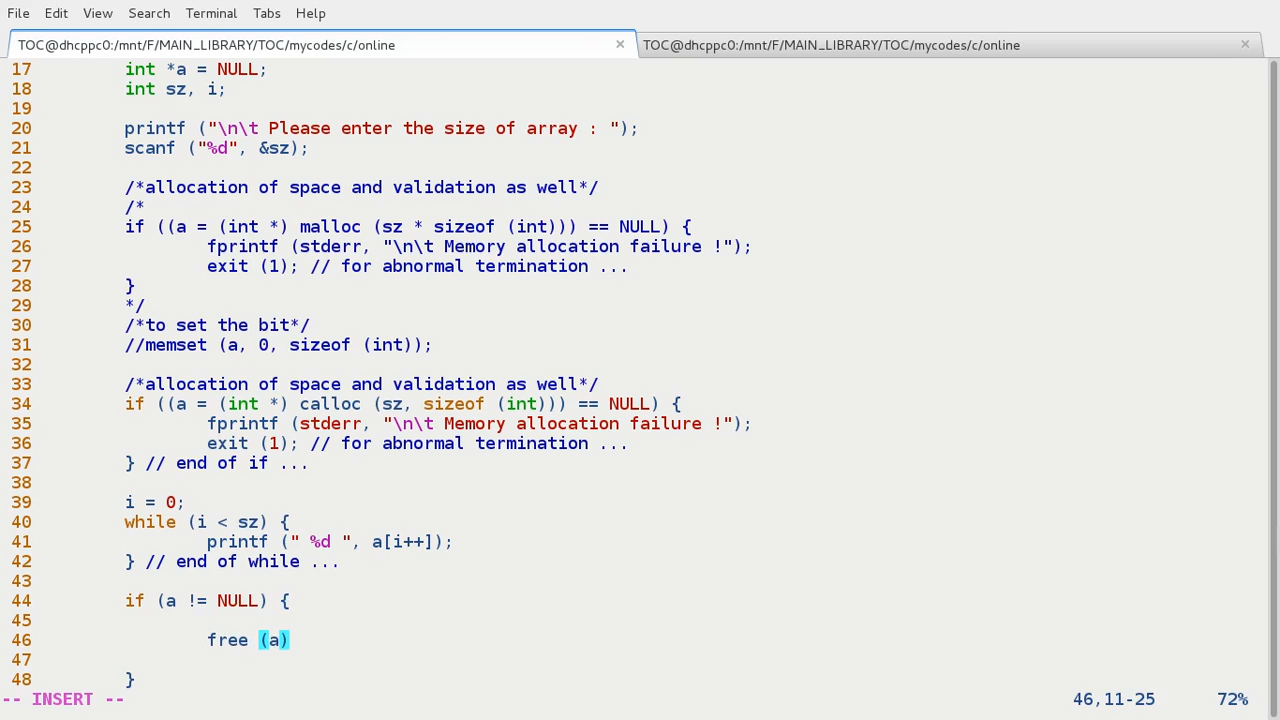 File Edit View Search Terminal Tabs Help
TOC@dhcppc0:/mnt/F/MAIN_LIBRARY/TOC/mycodes/c/online × TOC@dhcppc0:/mnt/F/MAIN_LIBRARY/TOC/mycodes/c/online ×
17 int *a = NULL;
18 int sz, i;
19
20 printf ("\n\t Please enter the size of array : ");
21 scanf ("%d", &sz);
22
23 /*allocation of space and validation as well*/
24 /*
25 if ((a = (int *) malloc (sz * sizeof (int))) == NULL) {
26 fprintf (stderr, "\n\t Memory allocation failure !");
27 exit (1); // for abnormal termination ...
28 }
29 */
30 /*to set the bit*/
31 //memset (a, 0, sizeof (int));
32
33 /*allocation of space and validation as well*/
34 if ((a = (int *) calloc (sz, sizeof (int))) == NULL) {
35 fprintf (stderr, "\n\t Memory allocation failure !");
36 exit (1); // for abnormal termination ...
37 } // end of if ...
38
39 i = 0;
40 while (i < sz) {
41 printf (" %d ", a[i++]);
42 } // end of while ...
43
44 if (a != NULL) {
45
46 free (a)
47
48 }
-- INSERT -- 46,11-25 72%